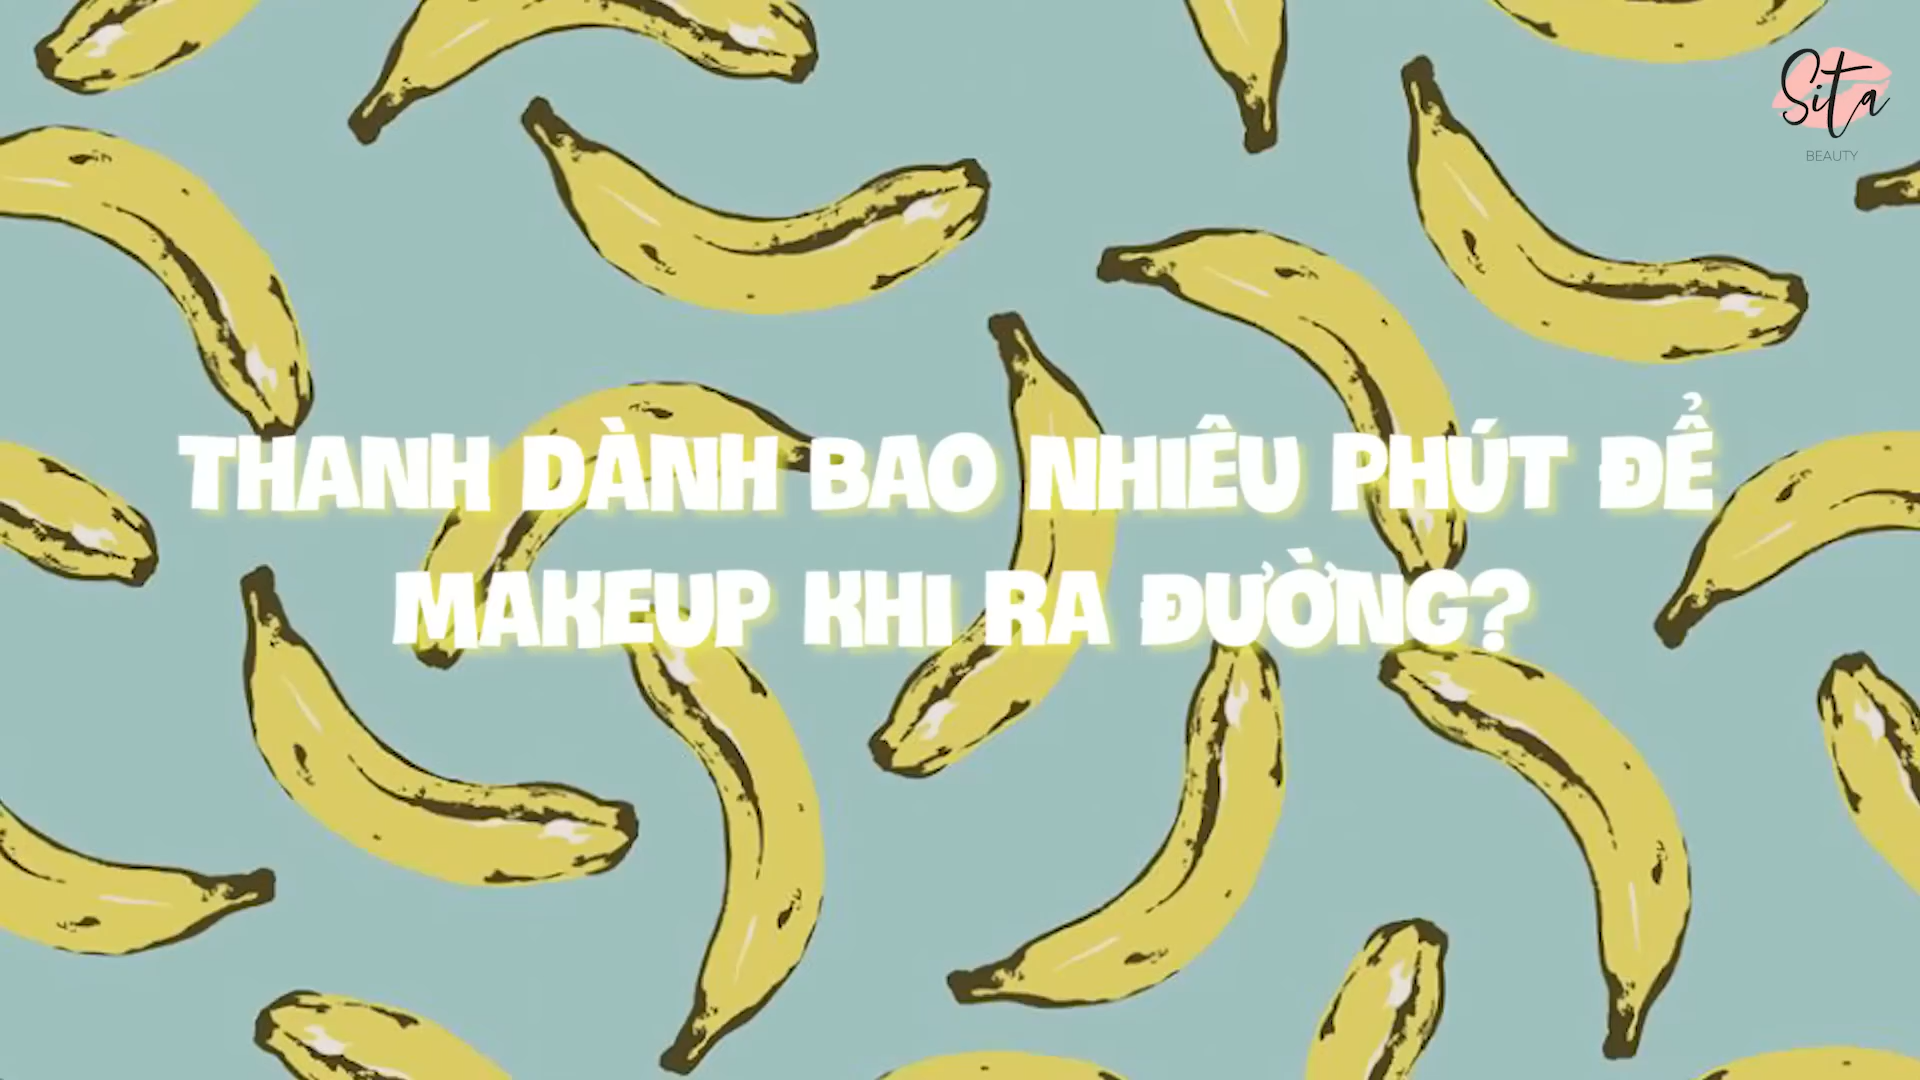 Sita
BEAUTY
THANH DÀNH BAO NHIÊU PHÚT ĐỂ
MAKEUP KHI RA ĐƯỜNG?